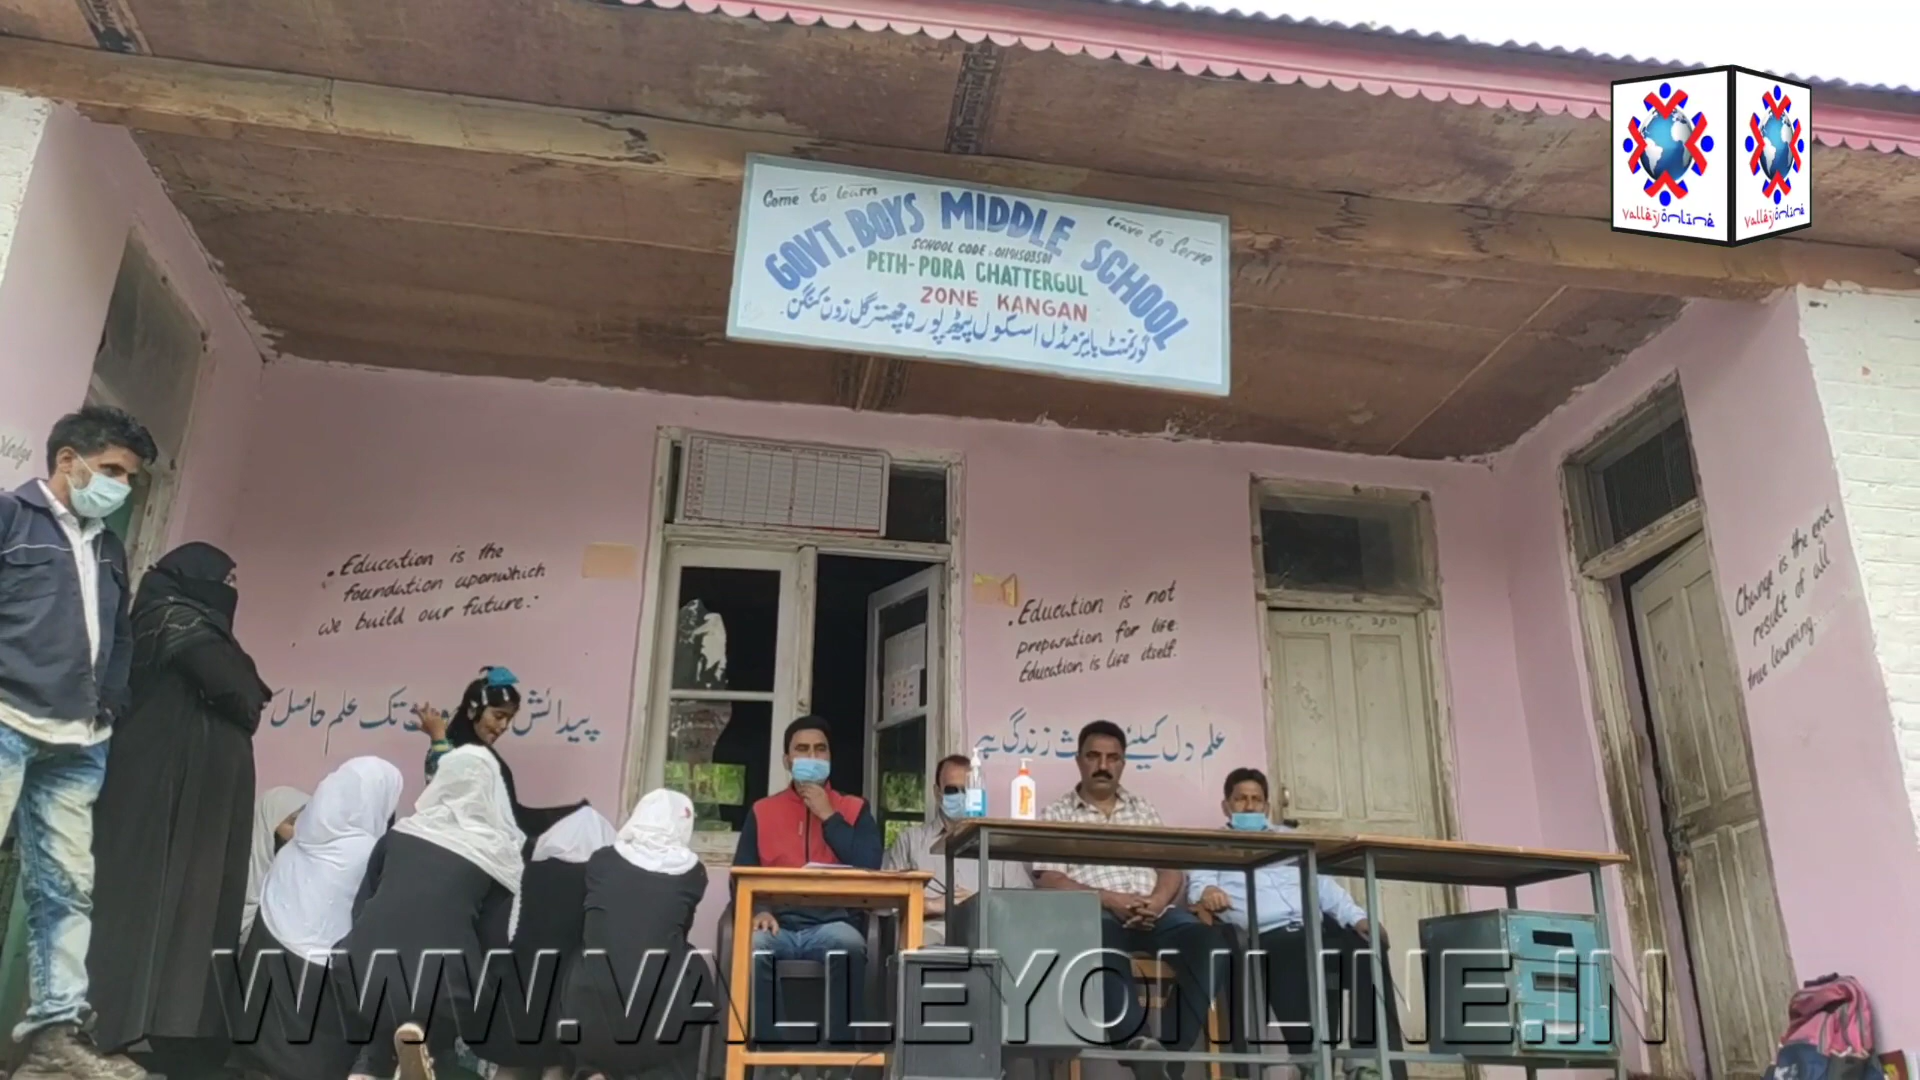 Come to learn
Leave to Serve
GOVT. BOYS MIDDLE SCHOOL
SCHOOL CODE :- 01191503501
PETH-PORA CHATTERGUL
ZONE KANGAN
گورنمنٹ بایز مڈل اسکول پیٹھ پورہ چھترگل زون کنگن
valleyonline
valleyonline
. Education is the
foundation uponwhich
we build our future.
. Education is not
preparation for life.
Education is life itself.
Change is the end
result of all
true learning.
پیدائش
تک علم حاصل
علم دل کیلئے
زندگی ہے
WWW.VALLEYONLINE.IN